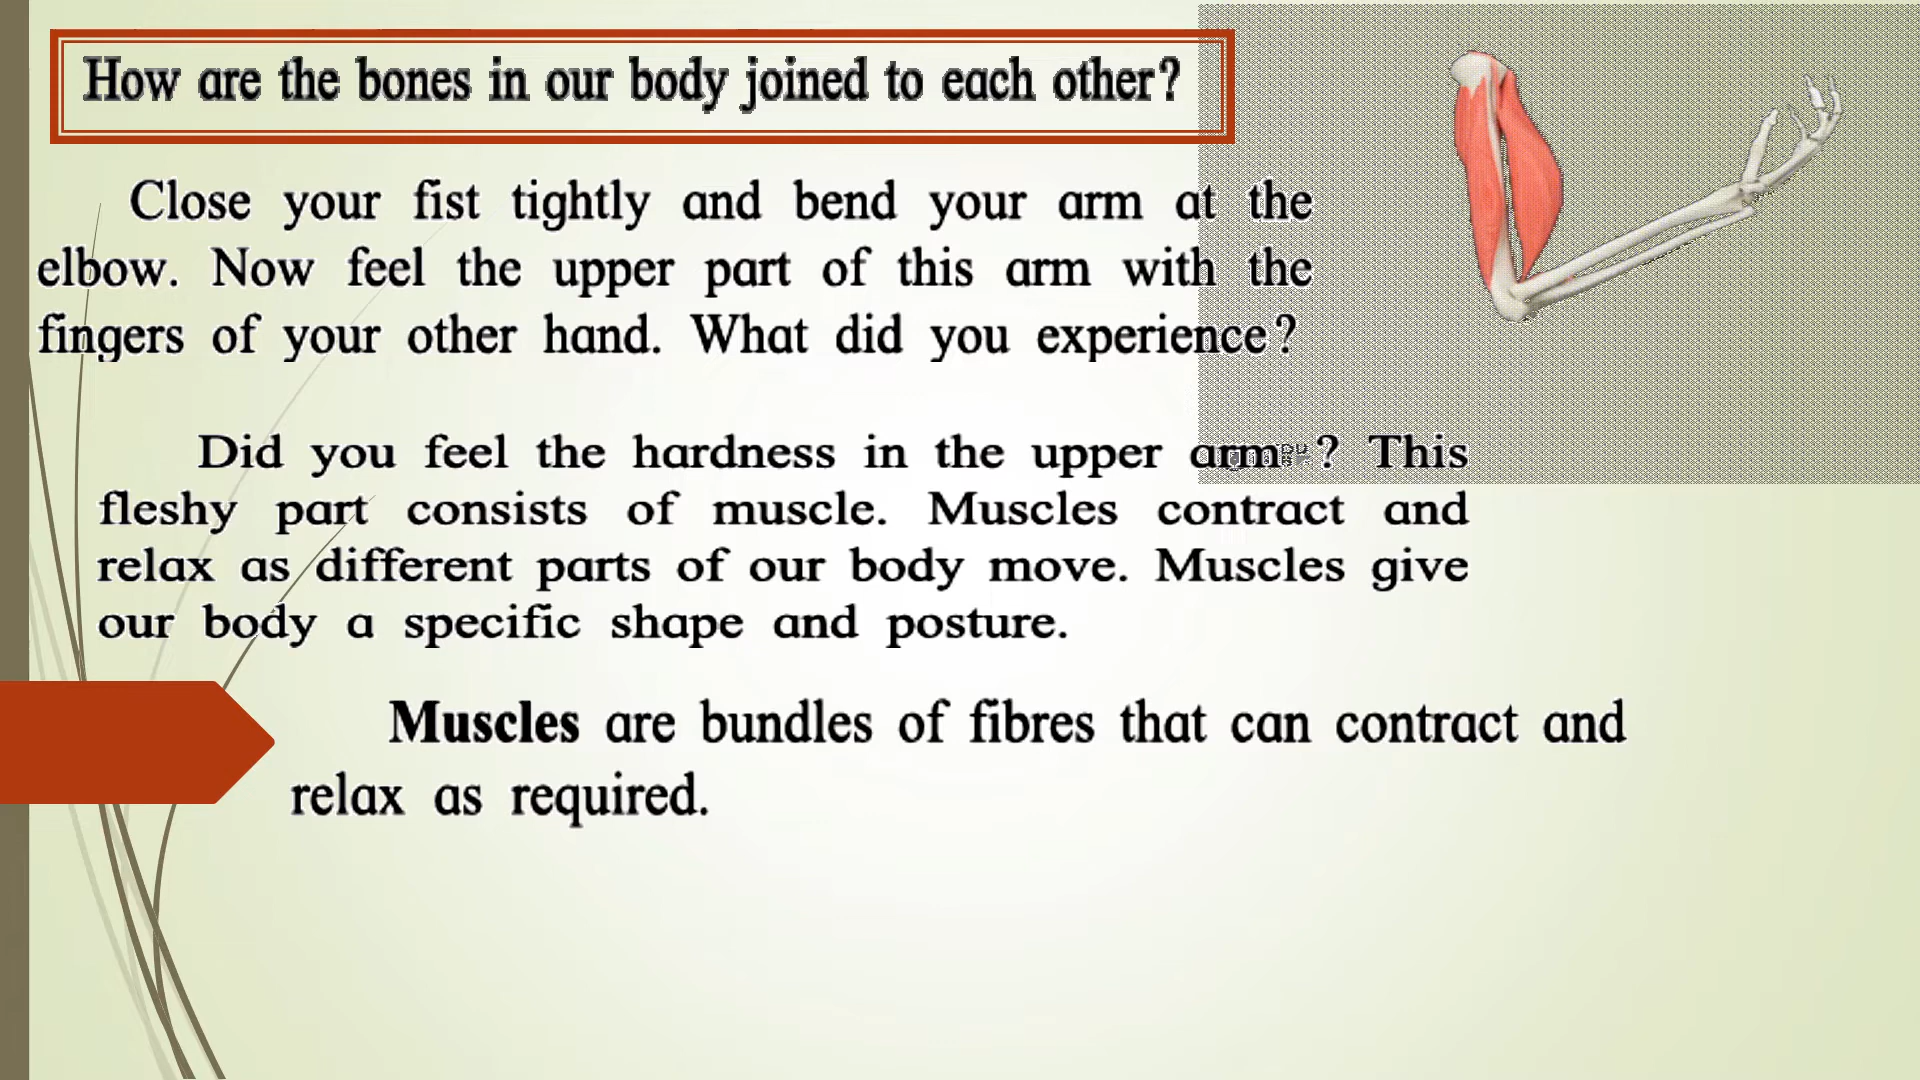 How are the bones in our body joined to each other?
Close your fist tightly and bend your arm at the
elbow. Now feel the upper part of this arm with the
fingers of your other hand. What did you experience?
Did you feel the hardness in the upper arm ? This
fleshy part consists of muscle. Muscles contract and
relax as different parts of our body move. Muscles give
our body a specific shape and posture.
Muscles are bundles of fibres that can contract and
relax as required.